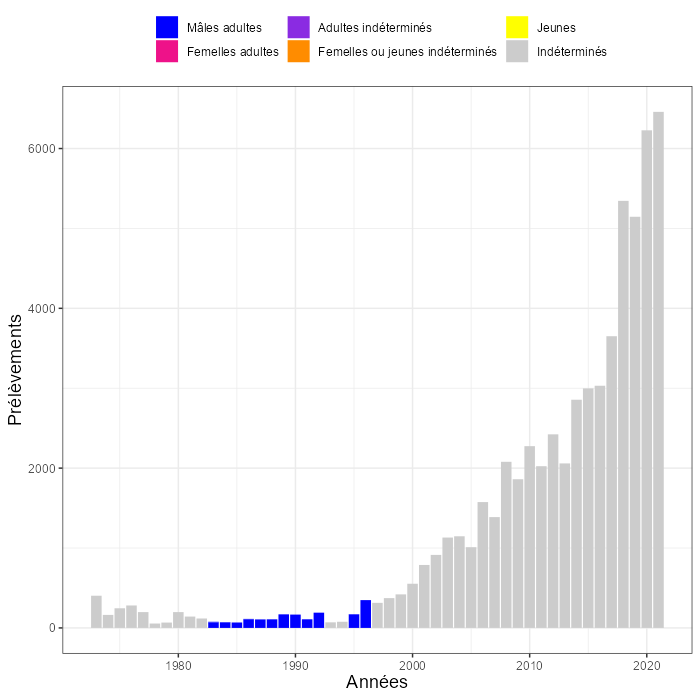 Mâles adultes Adultes indéterminés Jeunes
Femelles adultes Femelles ou jeunes indéterminés Indéterminés
6000
4000
2000
0
Prélèvements
1980 1990 2000 2010 2020
Années